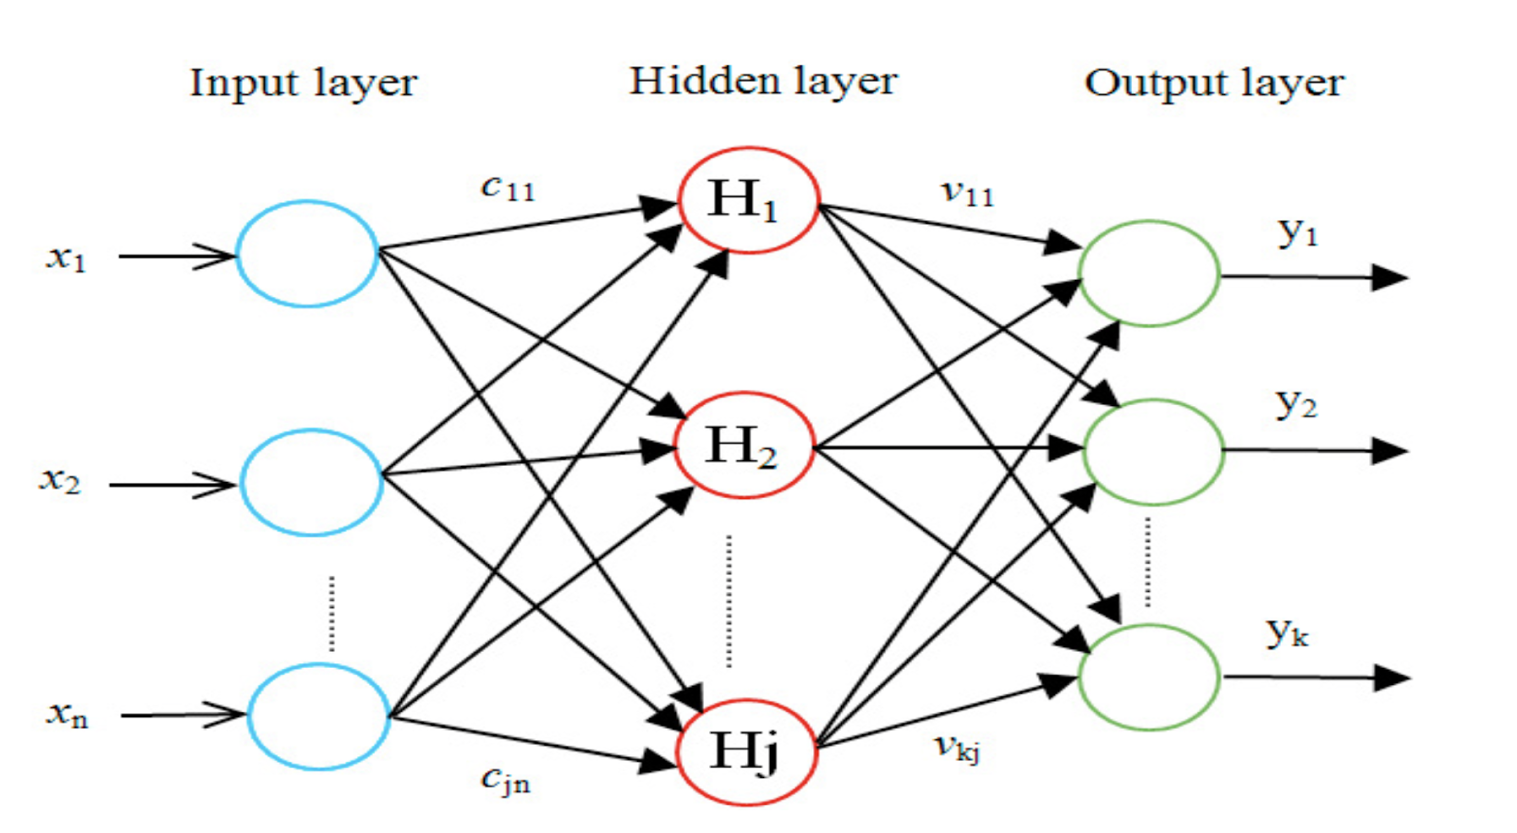 Input layer
Hidden layer
Output layer
c₁₁
H₁
v₁₁
y₁
x₁
y₂
H₂
x₂
yₖ
xₙ
Hj
vₖⱼ
cⱼₙ